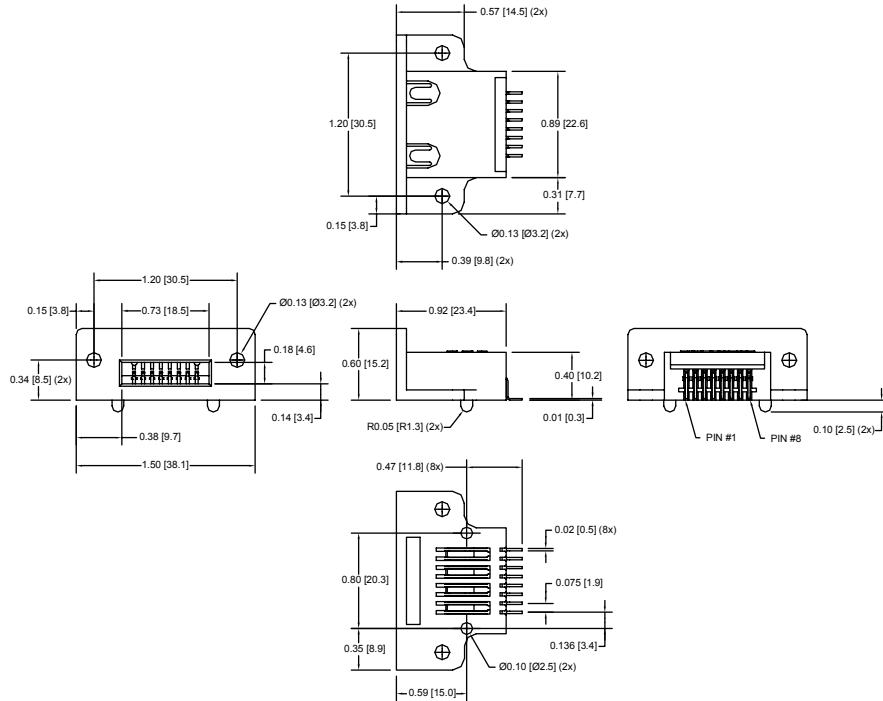 0.57 [14.5] (2x)
1.20 [30.5]
0.89 [22.6]
0.31 [7.7]
0.15 [3.8]
Ø0.13 [Ø3.2] (2x)
0.39 [9.8] (2x)
1.20 [30.5]
0.15 [3.8]
0.73 [18.5]
Ø0.13 [Ø3.2] (2x)
0.18 [4.6]
0.34 [8.5] (2x)
0.14 [3.4]
0.38 [9.7]
1.50 [38.1]
0.92 [23.4]
0.60 [15.2]
0.40 [10.2]
0.01 [0.3]
R0.05 [R1.3] (2x)
0.10 [2.5] (2x)
PIN #1
PIN #8
0.47 [11.8] (8x)
0.02 [0.5] (8x)
0.80 [20.3]
0.075 [1.9]
0.136 [3.4]
0.35 [8.9]
Ø0.10 [Ø2.5] (2x)
0.59 [15.0]